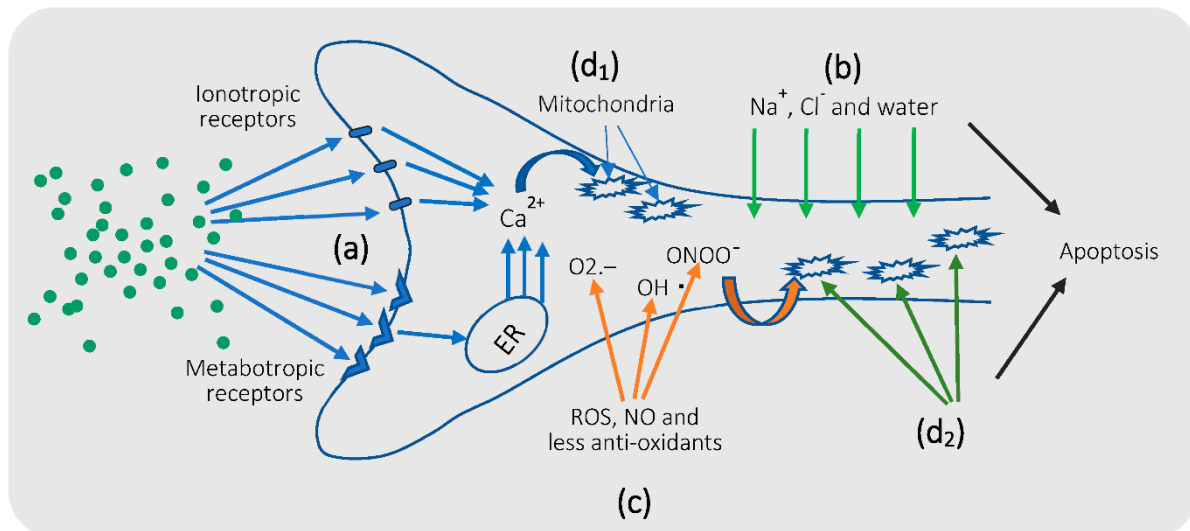 (d₁)
(b)
Ionotropic
receptors
Mitochondria
Na⁺, Cl⁻ and water
Ca²⁺
(a)
ONOO⁻
Apoptosis
O2.–
OH ·
ER
Metabotropic
receptors
ROS, NO and
less anti-oxidants
(d₂)
(c)